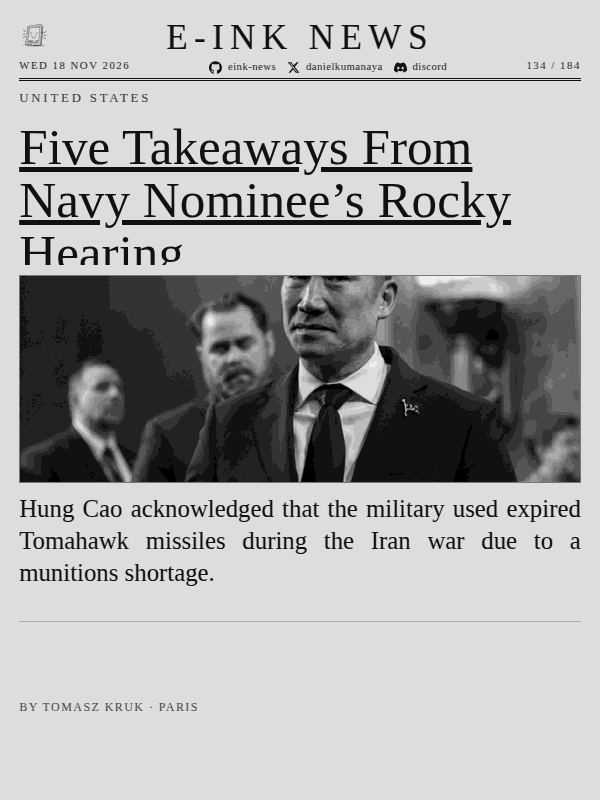 E-INK NEWS
WED 18 NOV 2026
eink-news danielkumanaya discord
134 / 184
UNITED STATES
Five Takeaways From
Navy Nominee’s Rocky
Hearing
Hung Cao acknowledged that the military used expired
Tomahawk missiles during the Iran war due to a
munitions shortage.
BY TOMASZ KRUK · PARIS